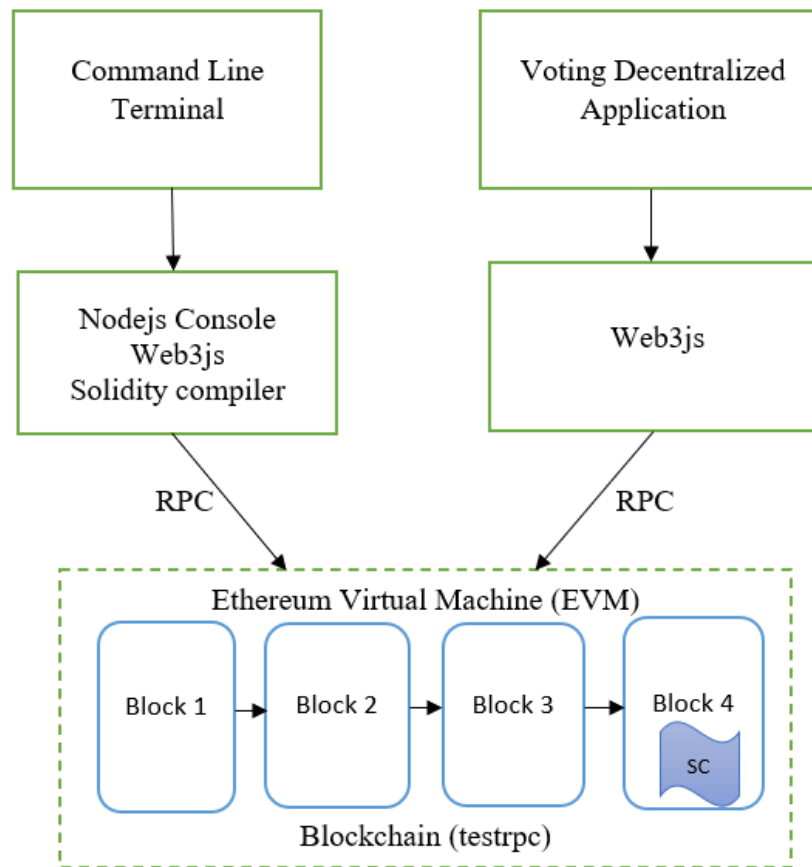 Command Line
Terminal
Voting Decentralized
Application
Nodejs Console
Web3js
Solidity compiler
Web3js
RPC
RPC
Ethereum Virtual Machine (EVM)
Block 1
Block 2
Block 3
Block 4
SC
Blockchain (testrpc)